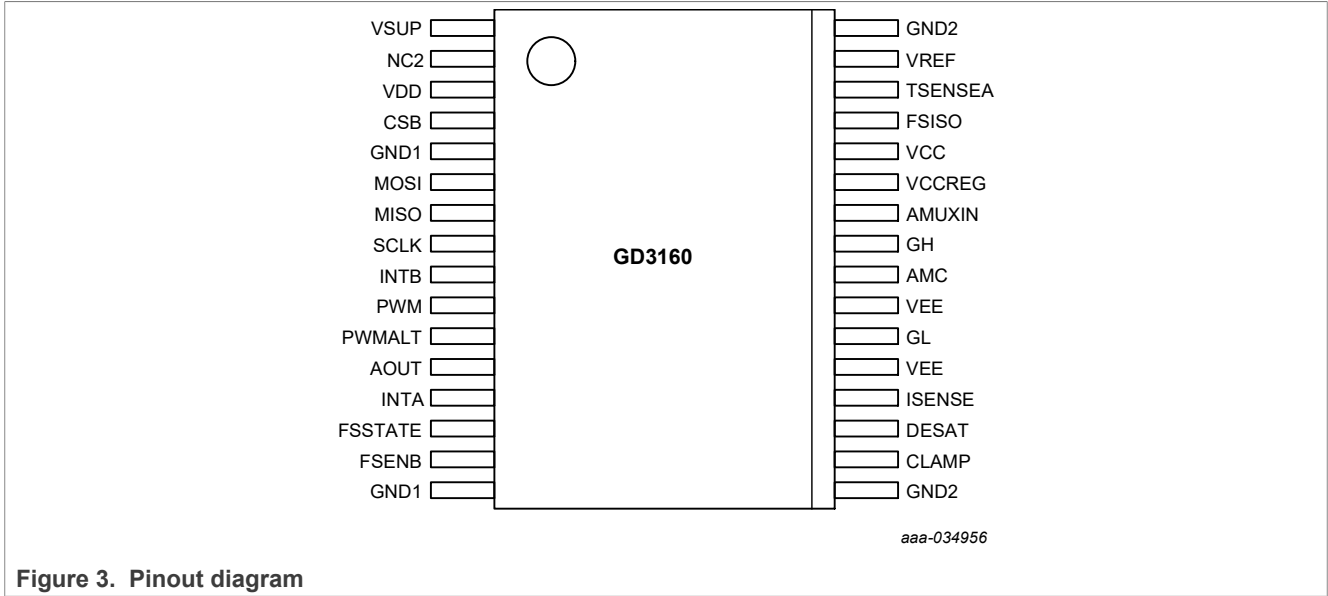 VSUP
NC2
VDD
CSB
GND1
MOSI
MISO
SCLK
INTB
PWM
PWMALT
AOUT
INTA
FSSTATE
FSENB
GND1
GD3160
GND2
VREF
TSENSEA
FSISO
VCC
VCCREG
AMUXIN
GH
AMC
VEE
GL
VEE
ISENSE
DESAT
CLAMP
GND2
aaa-034956
Figure 3. Pinout diagram